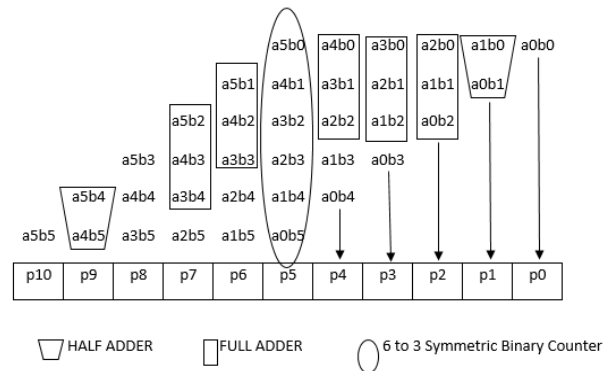 a5b0 a4b0 a3b0 a2b0 a1b0 a0b0
a5b1 a4b1 a3b1 a2b1 a1b1 a0b1
a5b2 a4b2 a3b2 a2b2 a1b2 a0b2
a5b3 a4b3 a3b3 a2b3 a1b3 a0b3
a5b4 a4b4 a3b4 a2b4 a1b4 a0b4
a5b5 a4b5 a3b5 a2b5 a1b5 a0b5
p10 p9 p8 p7 p6 p5 p4 p3 p2 p1 p0
HALF ADDER FULL ADDER 6 to 3 Symmetric Binary Counter